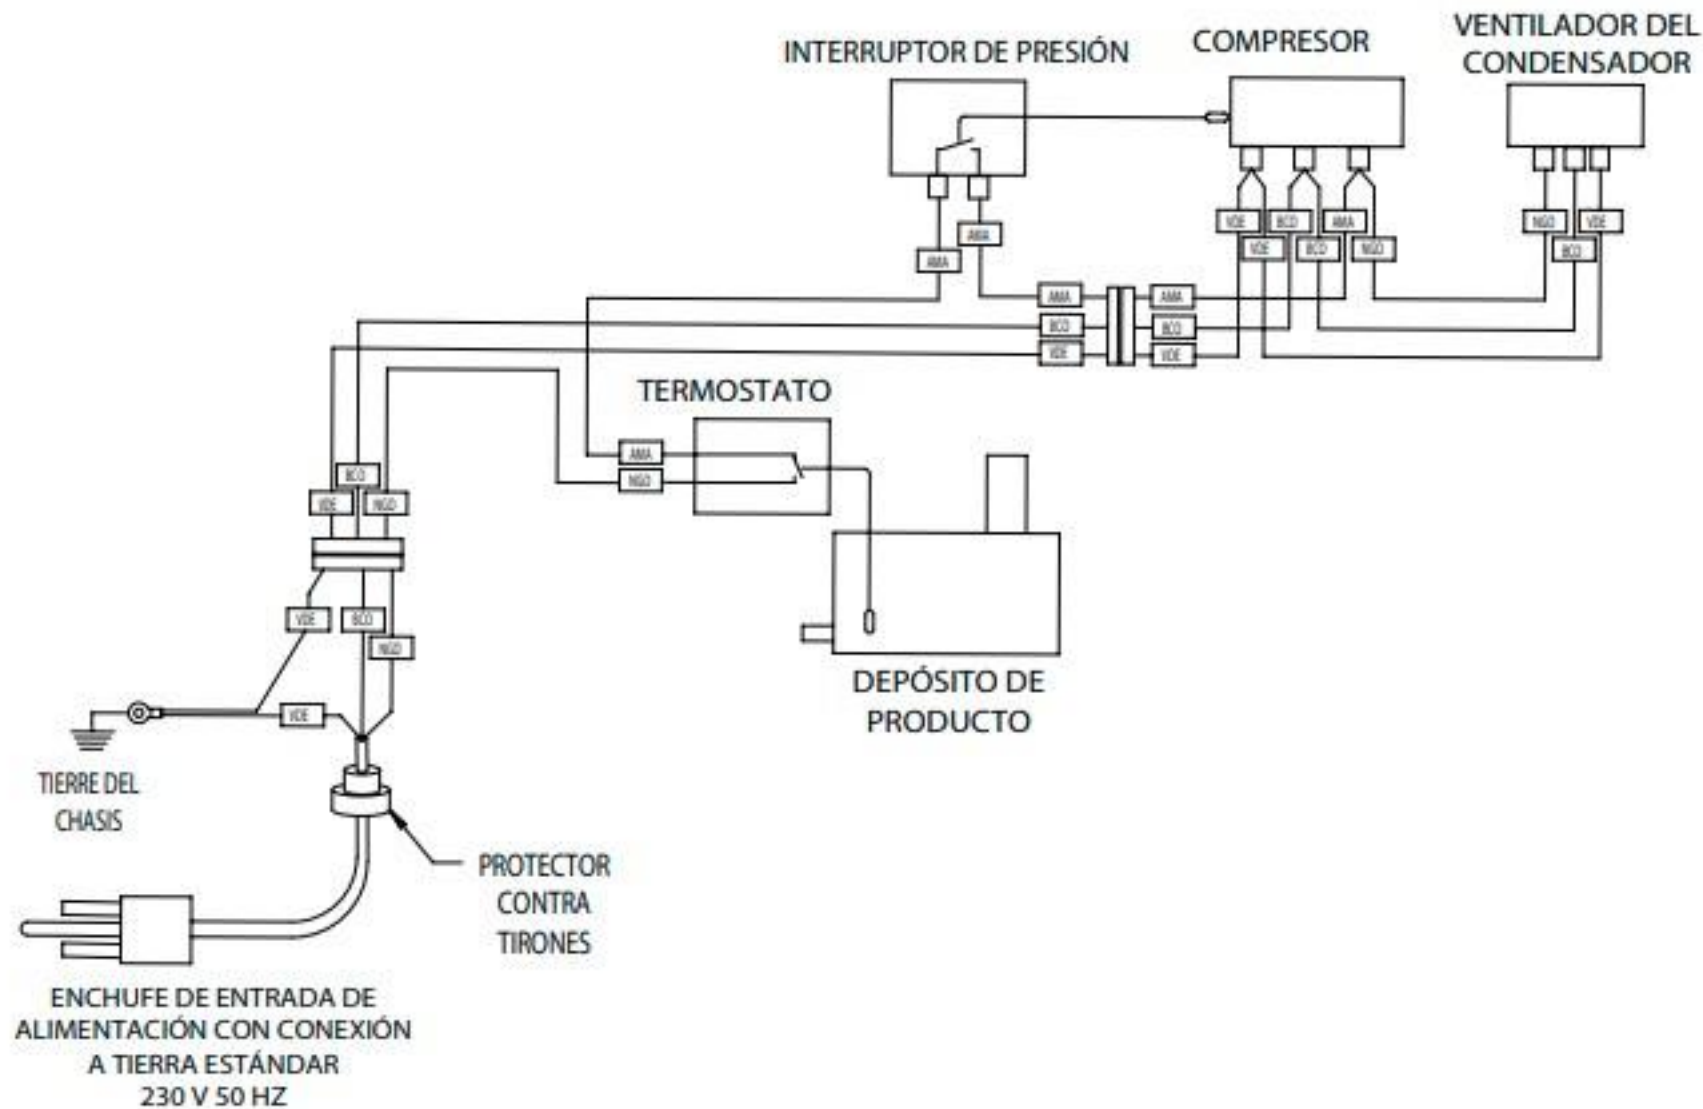 INTERRUPTOR DE PRESIÓN
COMPRESOR
VENTILADOR DEL
CONDENSADOR
VDE
BCO
AMA
VDE
BCO
NGO
NGO
VDE
BCO
AMA
AMA
AMA
AMA
BCO
BCO
VDE
VDE
TERMOSTATO
AMA
NGO
BCO
VDE
NGO
VDE
BCO
NGO
VDE
DEPÓSITO DE
PRODUCTO
TIERRE DEL
CHASIS
PROTECTOR
CONTRA
TIRONES
ENCHUFE DE ENTRADA DE
ALIMENTACIÓN CON CONEXIÓN
A TIERRA ESTÁNDAR
230 V 50 HZ